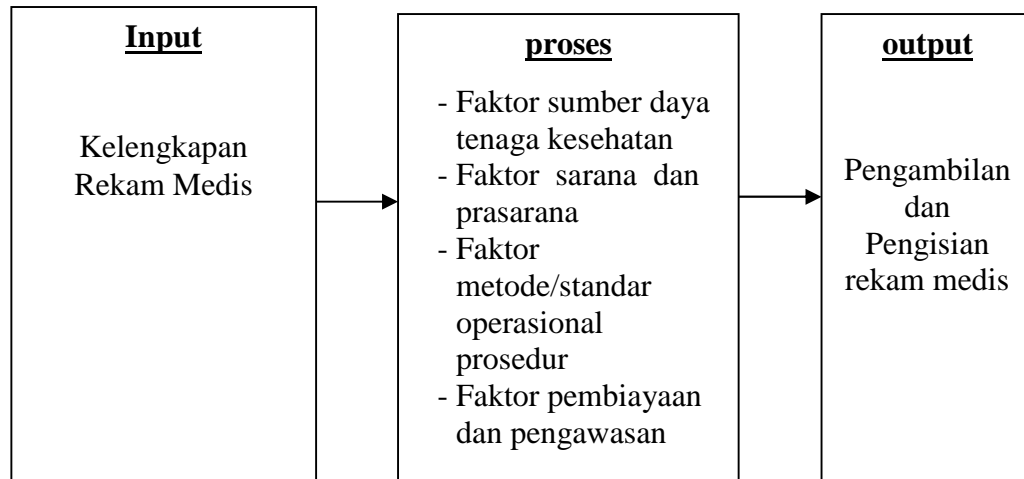 Input
Kelengkapan
Rekam Medis
proses
- Faktor sumber daya
tenaga kesehatan
- Faktor sarana dan
prasarana
- Faktor
metode/standar
operasional
prosedur
- Faktor pembiayaan
dan pengawasan
output
Pengambilan
dan
Pengisian
rekam medis